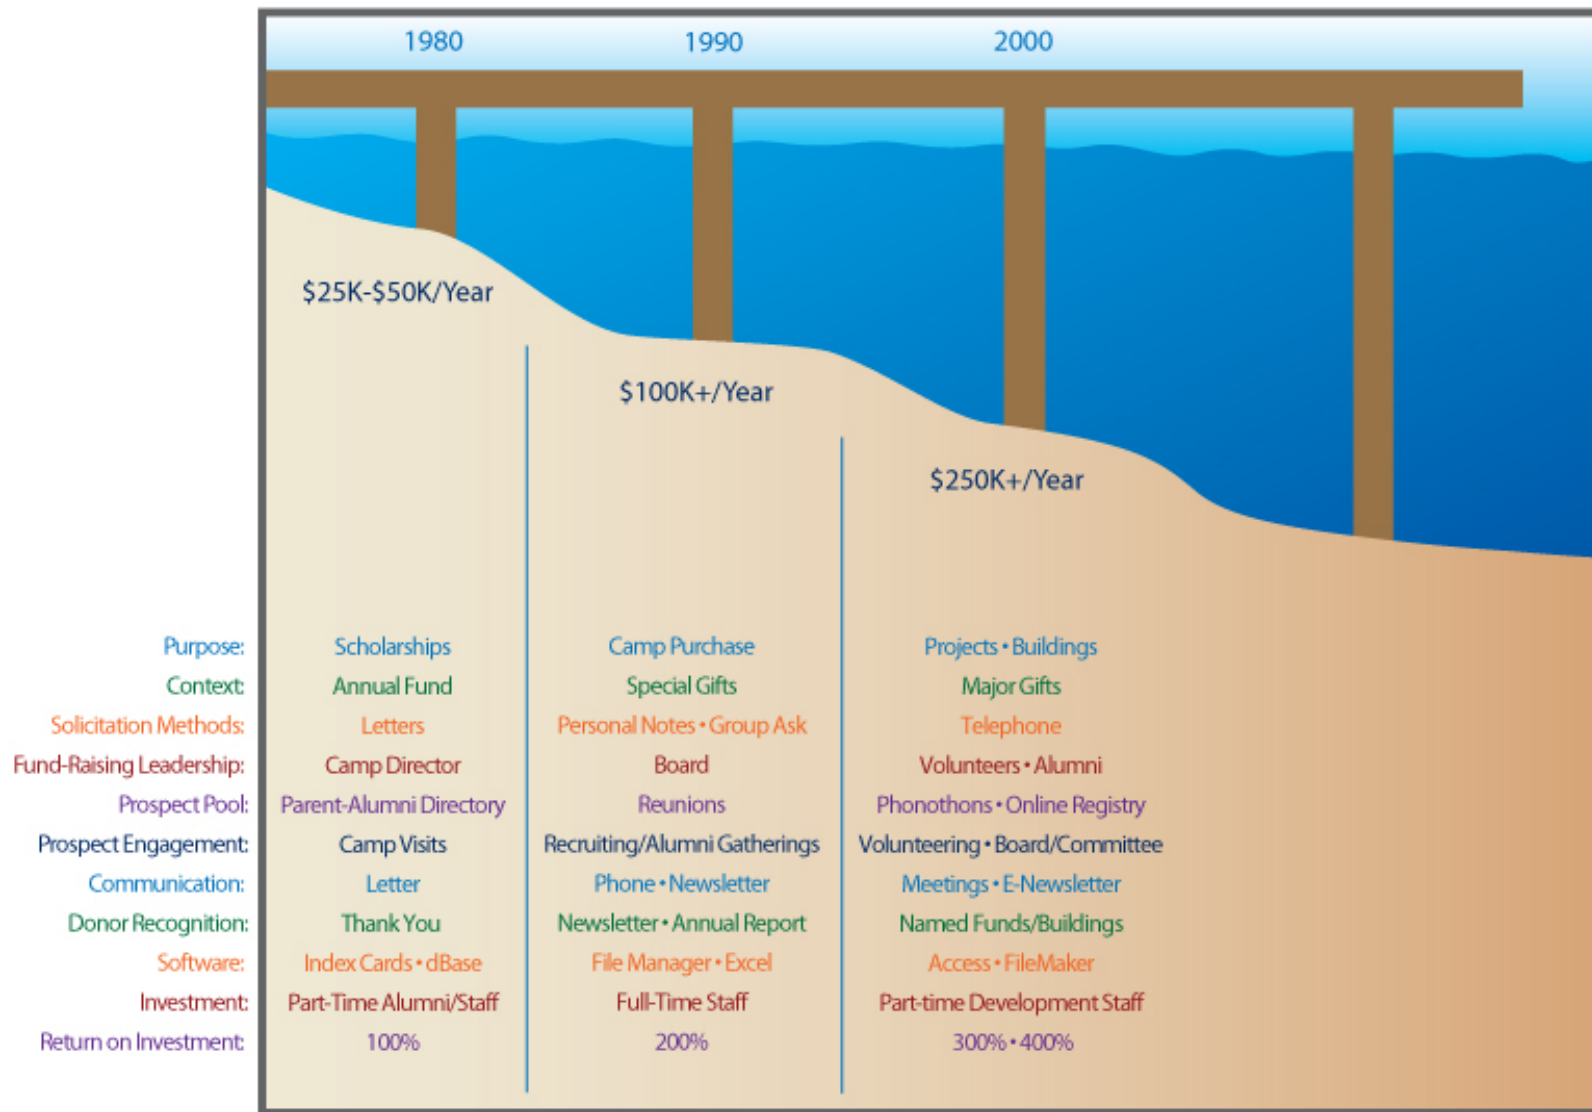 1980 1990 2000
$25K-$50K/Year
$100K+/Year
$250K+/Year
Purpose: Scholarships Camp Purchase Projects • Buildings
Context: Annual Fund Special Gifts Major Gifts
Solicitation Methods: Letters Personal Notes • Group Ask Telephone
Fund-Raising Leadership: Camp Director Board Volunteers • Alumni
Prospect Pool: Parent-Alumni Directory Reunions Phonothons • Online Registry
Prospect Engagement: Camp Visits Recruiting/Alumni Gatherings Volunteering • Board/Committee
Communication: Letter Phone • Newsletter Meetings • E-Newsletter
Donor Recognition: Thank You Newsletter • Annual Report Named Funds/Buildings
Software: Index Cards • dBase File Manager • Excel Access • FileMaker
Investment: Part-Time Alumni/Staff Full-Time Staff Part-time Development Staff
Return on Investment: 100% 200% 300% • 400%